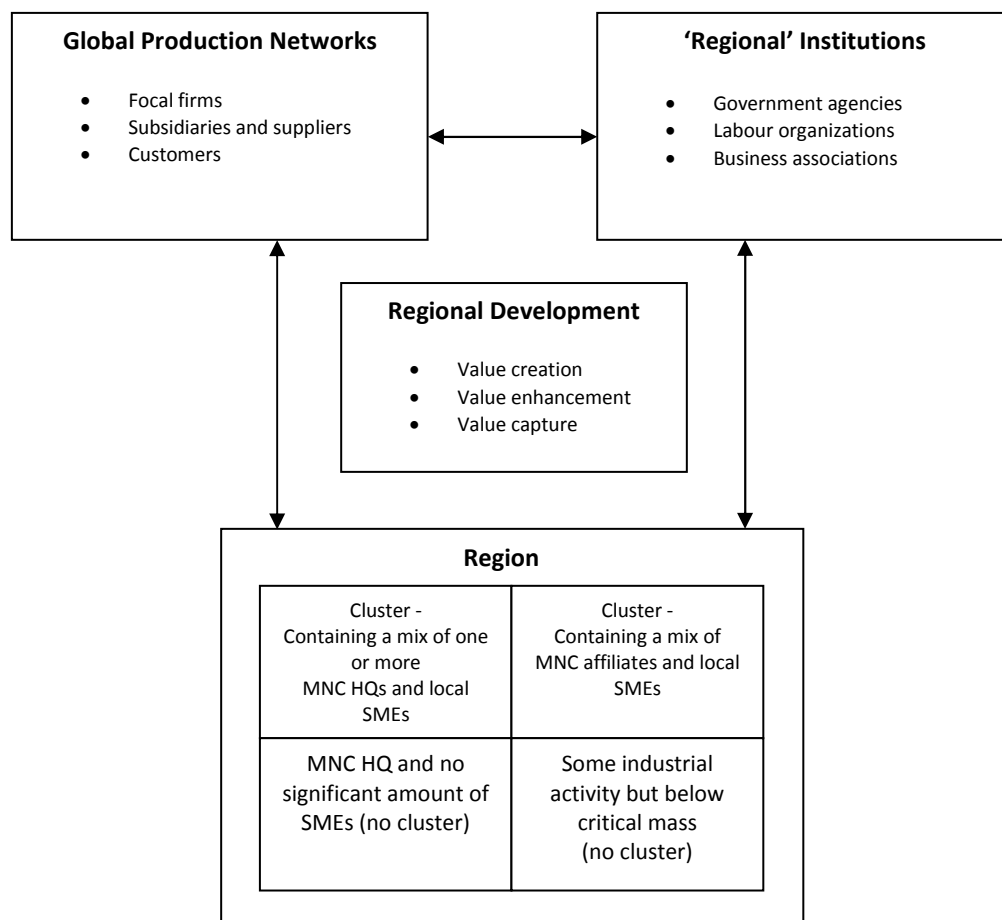 Global Production Networks
• Focal firms
• Subsidiaries and suppliers
• Customers
‘Regional’ Institutions
• Government agencies
• Labour organizations
• Business associations
Regional Development
• Value creation
• Value enhancement
• Value capture
Region
Cluster -
Containing a mix of one
or more
MNC HQs and local
SMEs
Cluster -
Containing a mix of
MNC affiliates and local
SMEs
MNC HQ and no
significant amount of
SMEs (no cluster)
Some industrial
activity but below
critical mass
(no cluster)